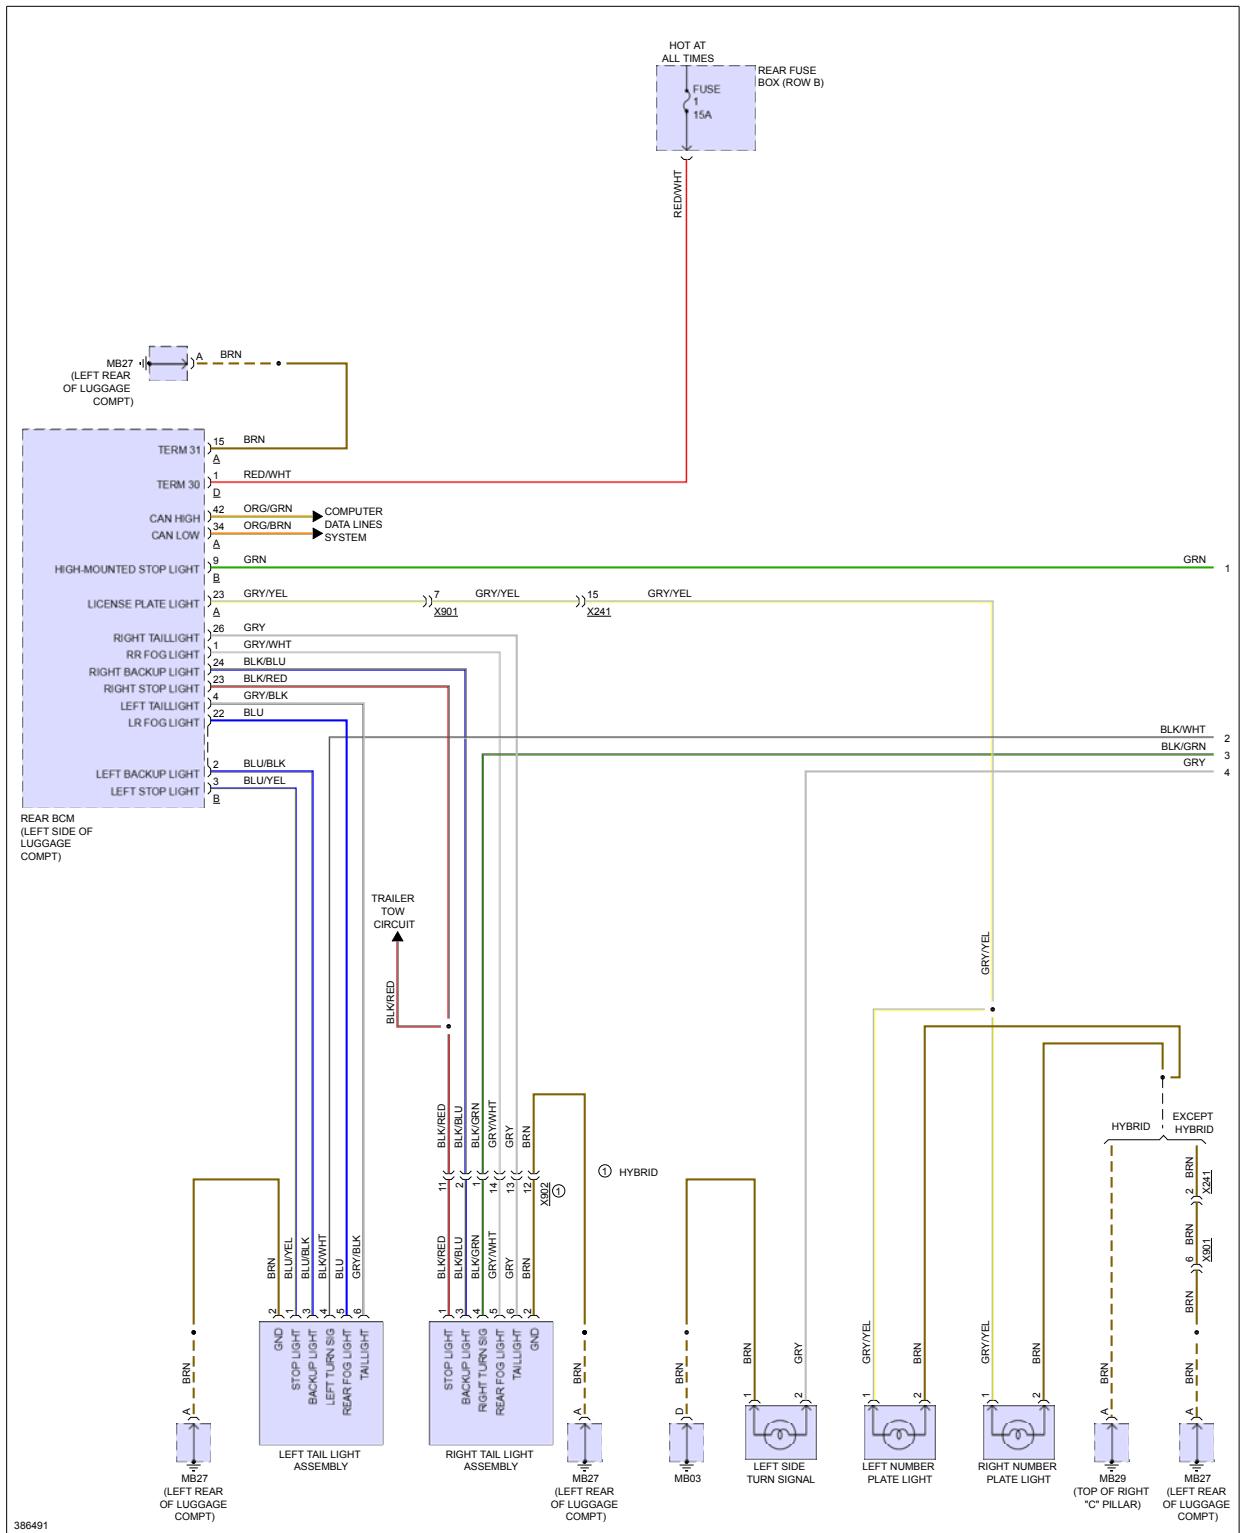 HOT AT
ALL TIMES
REAR FUSE
BOX (ROW B)
FUSE
1
15A
RED/WHT
MB27
(LEFT REAR
OF LUGGAGE
COMPT)
A
BRN
TERM 31
15
BRN
A
TERM 30
1
RED/WHT
D
CAN HIGH
42
ORG/GRN
CAN LOW
34
ORG/BRN
A
COMPUTER
DATA LINES
SYSTEM
HIGH-MOUNTED STOP LIGHT
9
GRN
B
GRN
1
LICENSE PLATE LIGHT
23
GRY/YEL
A
7
X901
GRY/YEL
15
X241
GRY/YEL
RIGHT TAILLIGHT
26
GRY
RR FOG LIGHT
1
GRY/WHT
RIGHT BACKUP LIGHT
24
BLK/BLU
RIGHT STOP LIGHT
23
BLK/RED
LEFT TAILLIGHT
4
GRY/BLK
LR FOG LIGHT
22
BLU
BLK/WHT
2
BLK/GRN
3
GRY
4
LEFT BACKUP LIGHT
2
BLU/BLK
LEFT STOP LIGHT
3
BLU/YEL
B
REAR BCM
(LEFT SIDE OF
LUGGAGE
COMPT)
TRAILER
TOW
CIRCUIT
BLK/RED
GRY/YEL
BLK/RED
BLK/BLU
BLK/GRN
GRY/WHT
GRY
BRN
11
2
1
14
13
12
X902
1
1 HYBRID
HYBRID
EXCEPT
HYBRID
BRN
2
X241
BRN
6
X901
BRN
BRN
BLU/YEL
BLU/BLK
BLK/WHT
BLU
GRY/BLK
BLK/RED
BLK/BLU
BLK/GRN
GRY/WHT
GRY
BRN
2
1
3
4
5
6
GND
STOP LIGHT
BACKUP LIGHT
LEFT TURN SIG
REAR FOG LIGHT
TAILLIGHT
1
3
4
5
6
2
STOP LIGHT
BACKUP LIGHT
RIGHT TURN SIG
REAR FOG LIGHT
TAILLIGHT
GND
BRN
A
BRN
A
BRN
D
BRN
1
GRY
2
GRY/YEL
1
BRN
2
GRY/YEL
1
BRN
2
BRN
A
BRN
A
MB27
(LEFT REAR
OF LUGGAGE
COMPT)
LEFT TAIL LIGHT
ASSEMBLY
RIGHT TAIL LIGHT
ASSEMBLY
MB27
(LEFT REAR
OF LUGGAGE
COMPT)
MB03
LEFT SIDE
TURN SIGNAL
LEFT NUMBER
PLATE LIGHT
RIGHT NUMBER
PLATE LIGHT
MB29
(TOP OF RIGHT
"C" PILLAR)
MB27
(LEFT REAR
OF LUGGAGE
COMPT)
386491